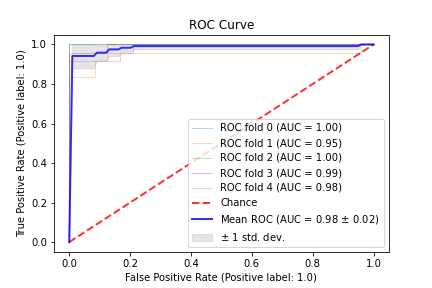 ROC Curve
True Positive Rate (Positive label: 1.0)
1.0
0.8
0.6
0.4
0.2
0.0
ROC fold 0 (AUC = 1.00)
ROC fold 1 (AUC = 0.95)
ROC fold 2 (AUC = 1.00)
ROC fold 3 (AUC = 0.99)
ROC fold 4 (AUC = 0.98)
Chance
Mean ROC (AUC = 0.98 ± 0.02)
± 1 std. dev.
0.0 0.2 0.4 0.6 0.8 1.0
False Positive Rate (Positive label: 1.0)